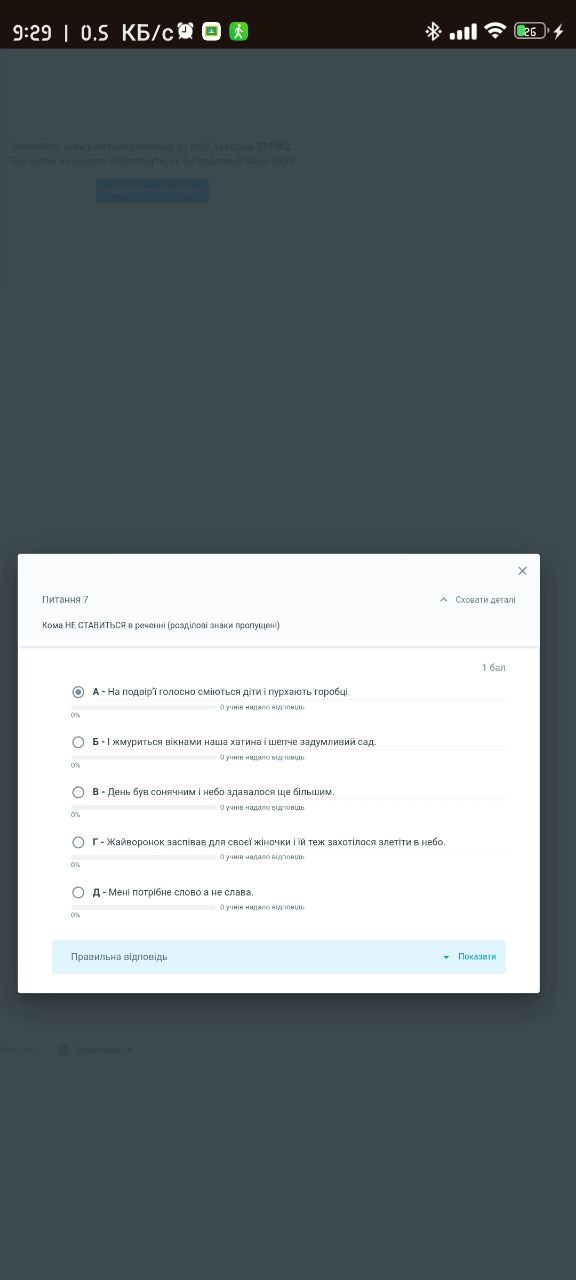 9:29 | 0.5 КБ/с
26
Зачекайте, доки учні приєднаються до сесії за кодом 5373K2.
Тим часом ви можете переглянути, як виглядатиме Ваша сесія
Питання 7
Сховати деталі
Кома НЕ СТАВИТЬСЯ в реченні (розділові знаки пропущені)
1 бал
А - На подвір'ї голосно сміються діти і пурхають горобці.
0 учнів надало відповідь
0%
Б - І жмуриться вікнами наша хатина і шепче задумливий сад.
0 учнів надало відповідь
0%
В - День був сонячним і небо здавалося ще більшим.
0 учнів надало відповідь
0%
Г - Жайворонок заспівав для своєї жіночки і їй теж захотілося злетіти в небо.
0 учнів надало відповідь
0%
Д - Мені потрібне слово а не слава.
0 учнів надало відповідь
0%
Правильна відповідь
Показати
Українська